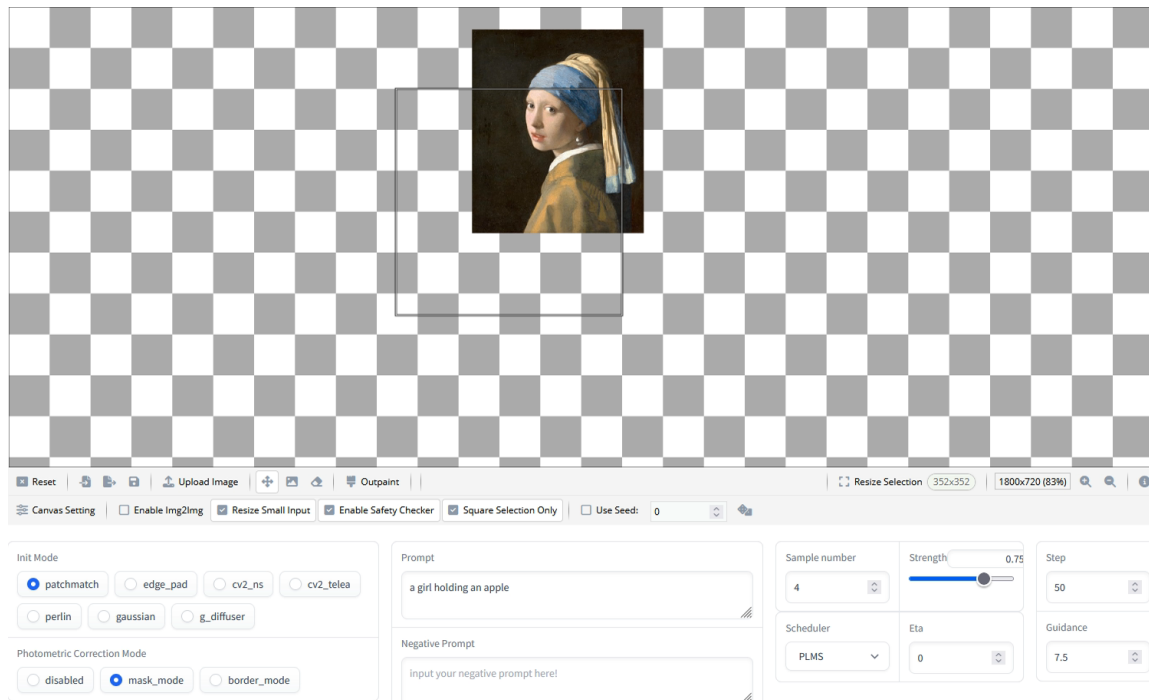 Reset
Upload Image
Outpaint
Resize Selection 352x352 1800x720 (83%)
Canvas Setting Enable Img2Img Resize Small Input Enable Safety Checker Square Selection Only Use Seed: 0
Init Mode
patchmatch edge_pad cv2_ns cv2_telea
perlin gaussian g_diffuser
Photometric Correction Mode
disabled mask_mode border_mode
Prompt
a girl holding an apple
Negative Prompt
input your negative prompt here!
Sample number
4
Strength 0.75
Step
50
Scheduler
PLMS
Eta
0
Guidance
7.5